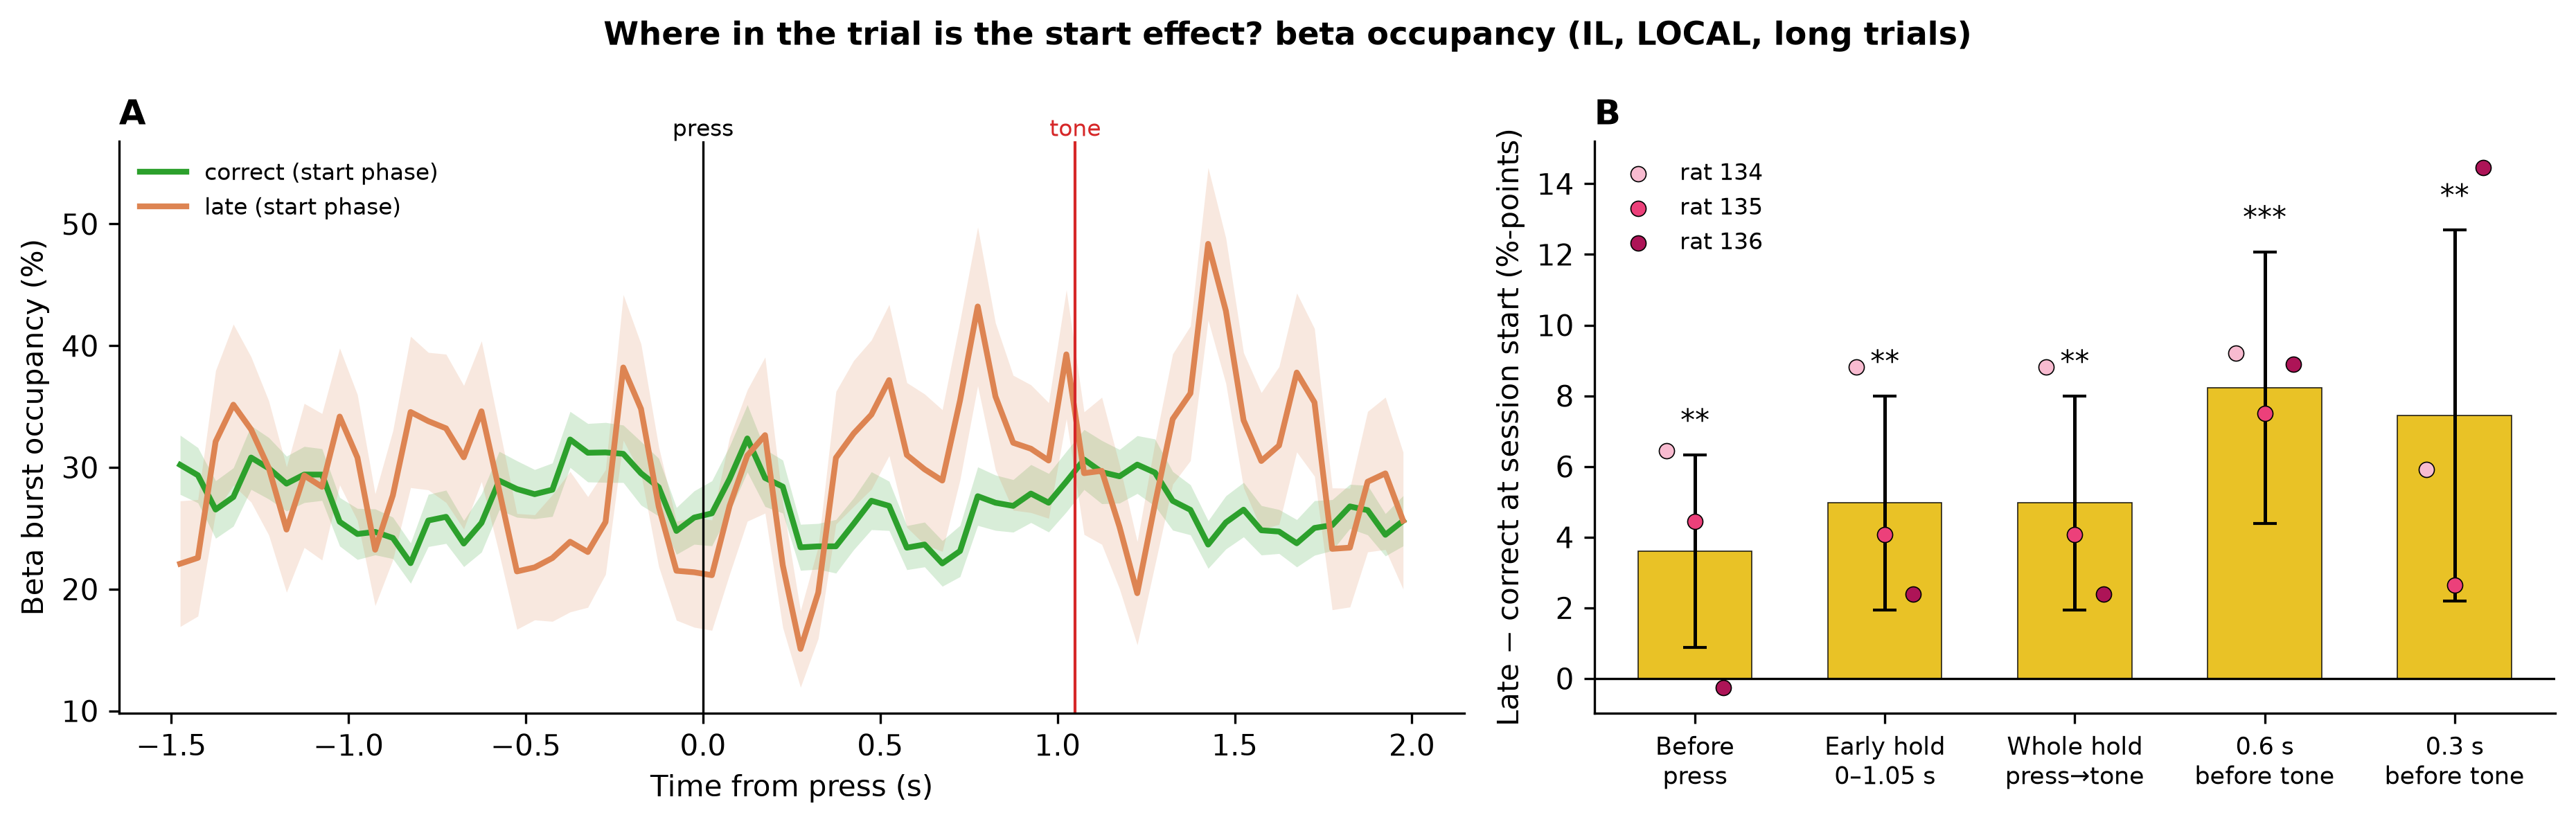 Where in the trial is the start effect? beta occupancy (IL, LOCAL, long trials)
A
press
tone
correct (start phase)
late (start phase)
Beta burst occupancy (%)
50
40
30
20
10
−1.5
−1.0
−0.5
0.0
0.5
1.0
1.5
2.0
Time from press (s)
B
rat 134
rat 135
rat 136
Late − correct at session start (%-points)
14
12
10
8
6
4
2
0
**
**
**
***
**
Before
press
Early hold
0–1.05 s
Whole hold
press→tone
0.6 s
before tone
0.3 s
before tone